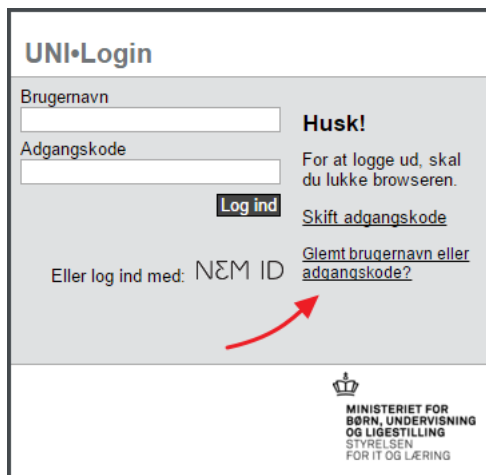 UNI•Login
Brugernavn
Adgangskode
Log ind
Eller log ind med: NEM ID
Husk!
For at logge ud, skal
du lukke browseren.
Skift adgangskode
Glemt brugernavn eller
adgangskode?
MINISTERIET FOR
BØRN, UNDERVISNING
OG LIGESTILLING
STYRELSEN
FOR IT OG LÆRING